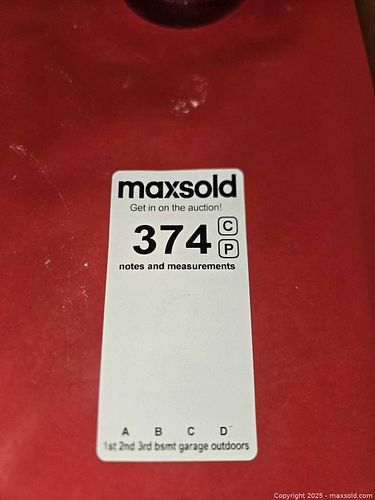 maxsold
Get in on the auction!
374 C
P
notes and measurements
A B C D
1st 2nd 3rd bsmt garage outdoors
Copyright 2025 - maxsold.com